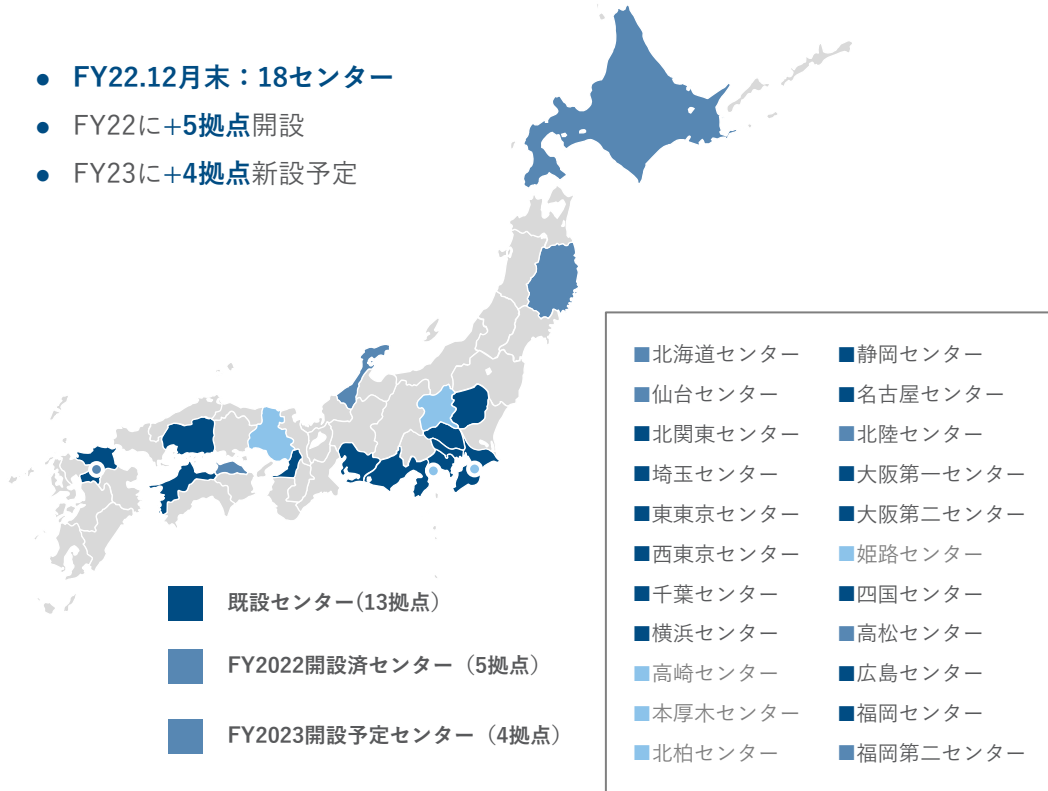 ● FY22.12月末：18センター
● FY22に+5拠点開設
● FY23に+4拠点新設予定
■北海道センター
■仙台センター
■北関東センター
■埼玉センター
■東東京センター
■西東京センター
■千葉センター
■横浜センター
■高崎センター
■本厚木センター
■北柏センター
■静岡センター
■名古屋センター
■北陸センター
■大阪第一センター
■大阪第二センター
■姫路センター
■四国センター
■高松センター
■広島センター
■福岡センター
■福岡第二センター
既設センター(13拠点）
FY2022開設済センター（5拠点）
FY2023開設予定センター（4拠点）